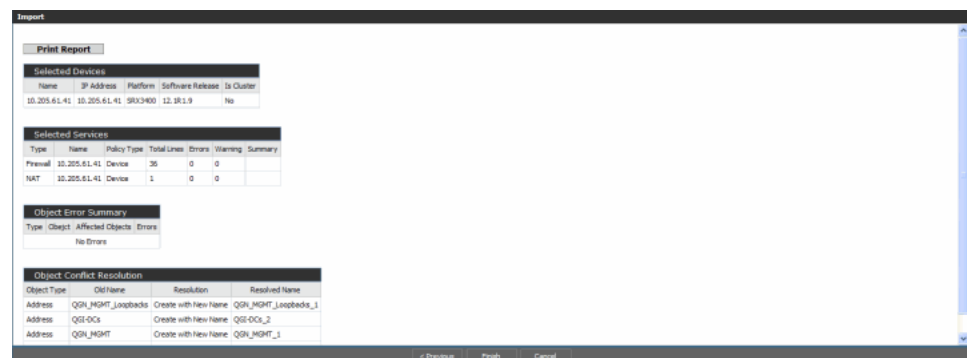 Import
Print Report
Selected Devices
Name IP Address Platform Software Release Is Cluster
10.205.61.41 10.205.61.41 SRX3400 12.1R1.9 No
Selected Services
Type Name Policy Type Total Lines Errors Warning Summary
Firewall 10.205.61.41 Device 36 0 0
NAT 10.205.61.41 Device 1 0 0
Object Error Summary
Type Obejct Affected Objects Errors
No Errors
Object Conflict Resolution
Object Type Old Name Resolution Resolved Name
Address QGN_MGMT_Loopbacks Create with New Name QGN_MGMT_Loopbacks_1
Address QGI-DCs Create with New Name QGI-DCs_2
Address QGN_MGMT Create with New Name QGN_MGMT_1
< Previous Finish Cancel